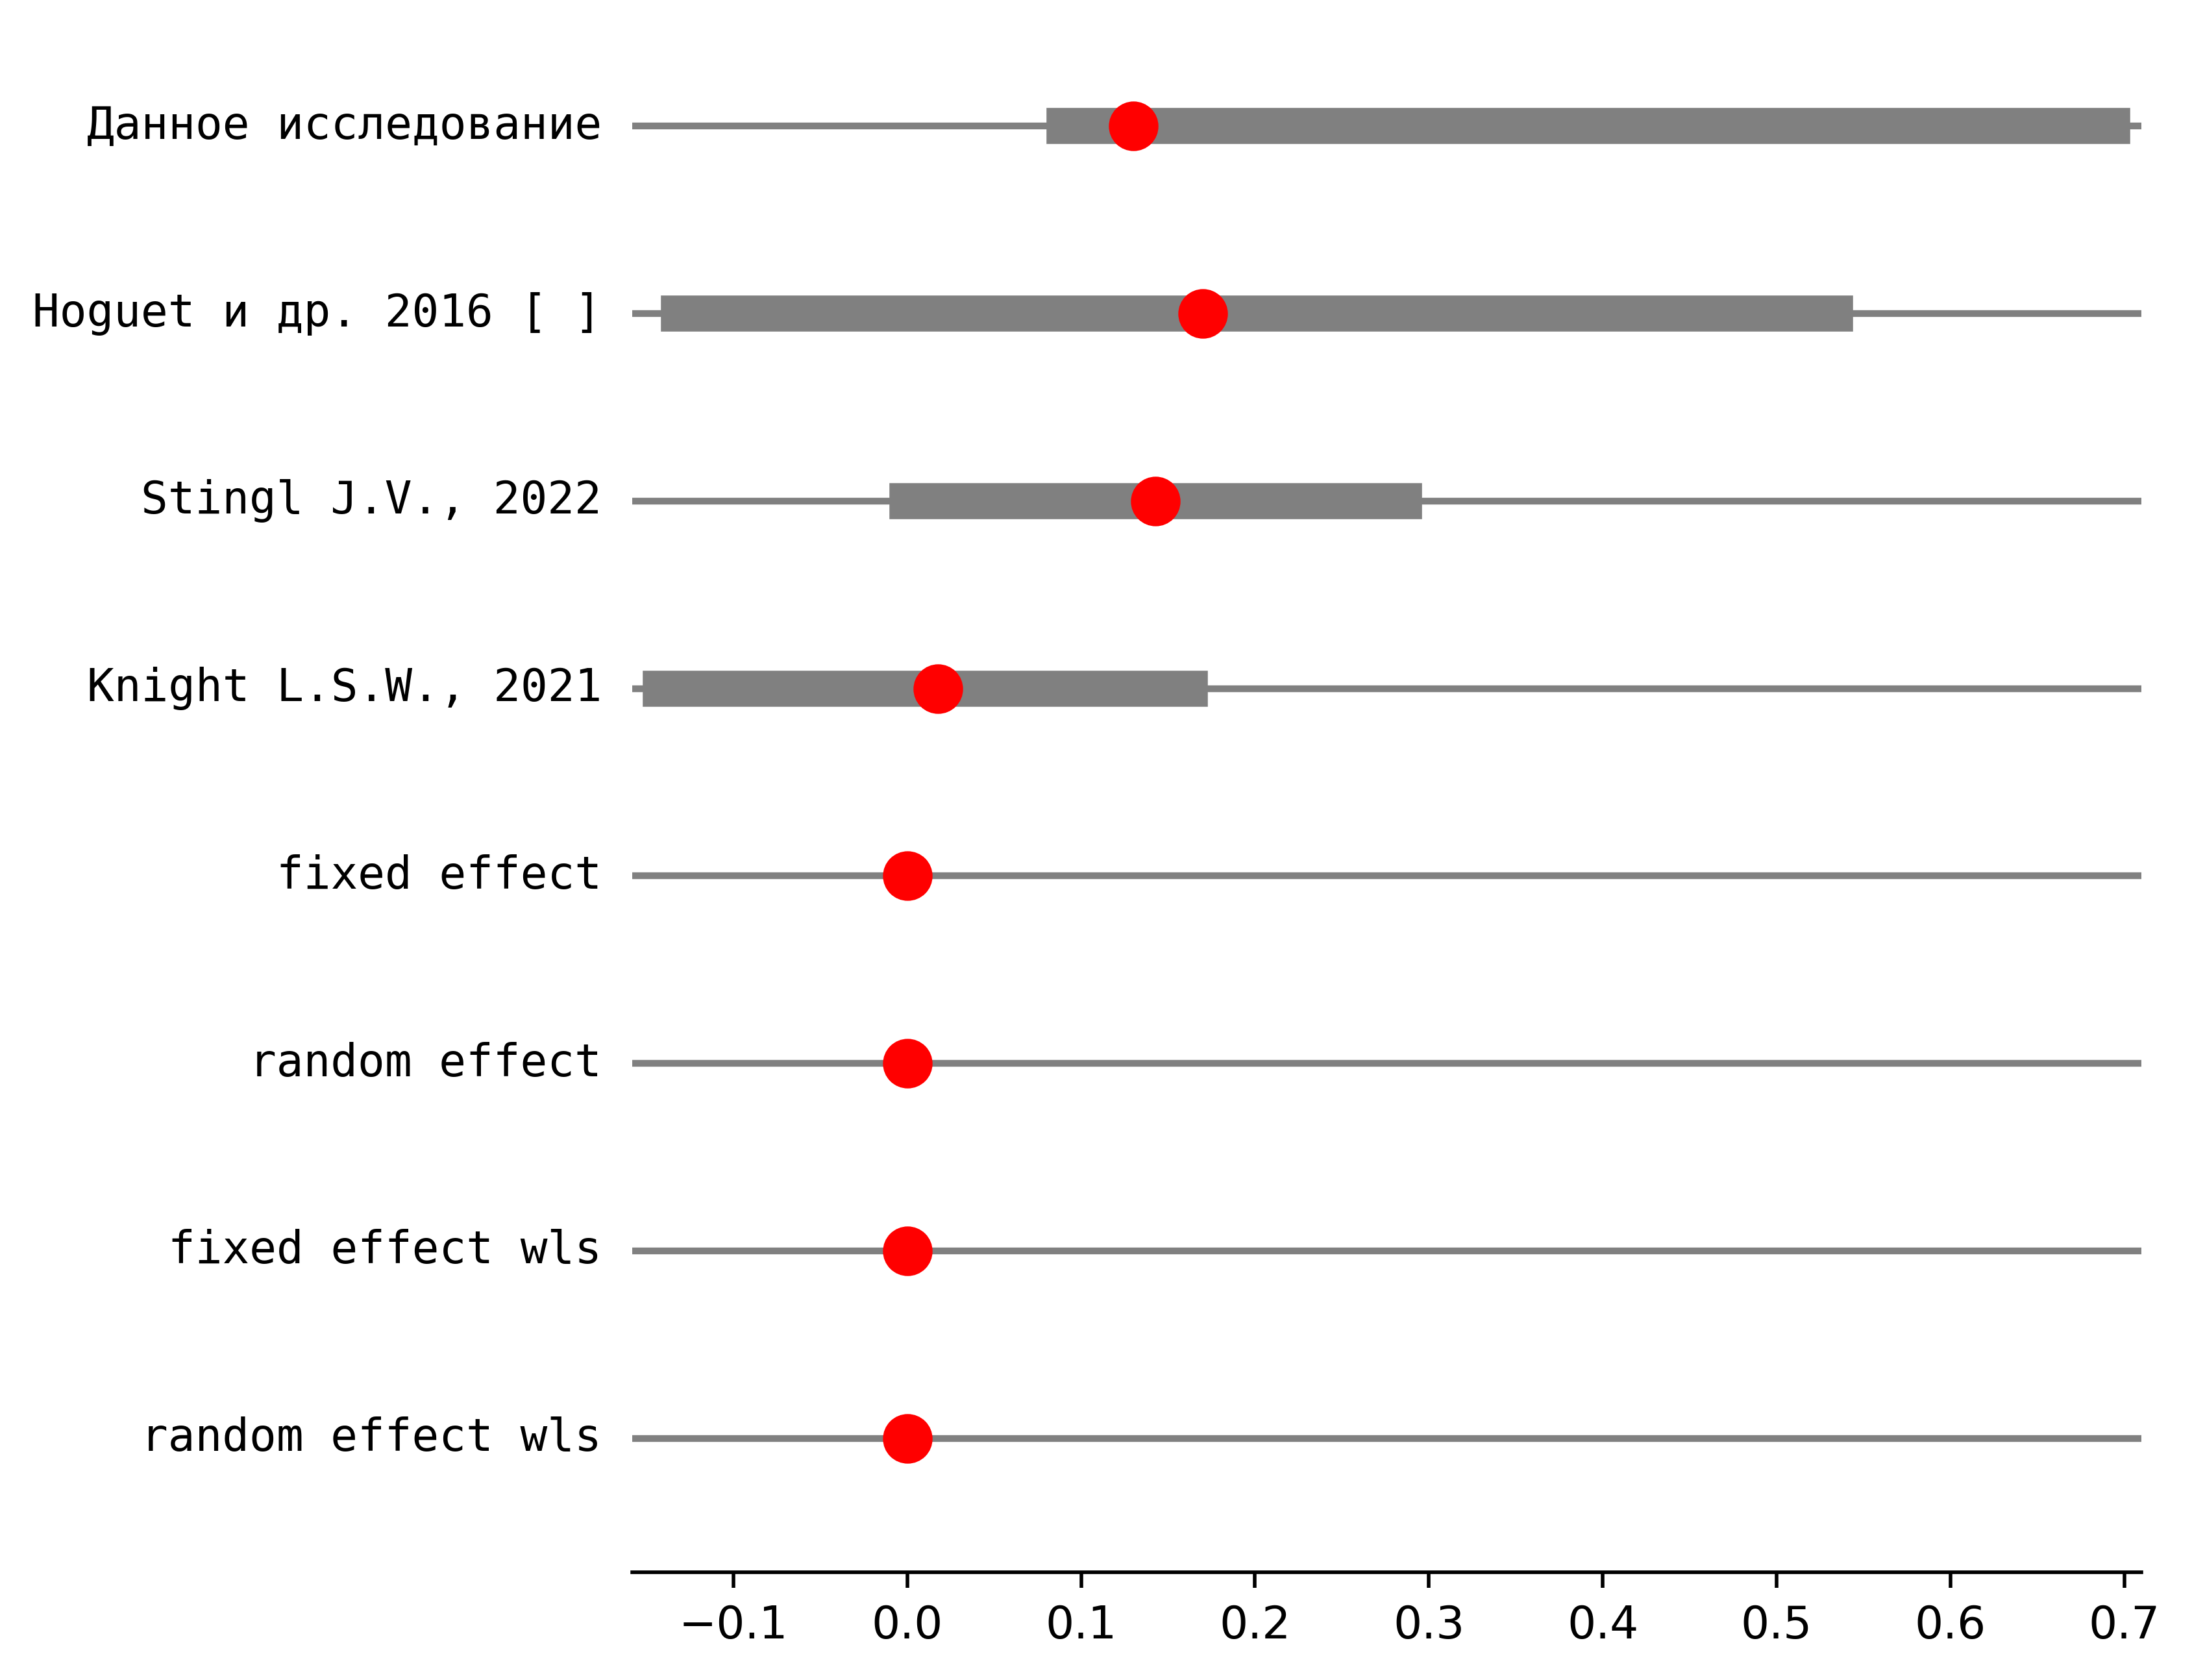 Данное исследование
Hoguet и др. 2016 [ ]
Stingl J.V., 2022
Knight L.S.W., 2021
fixed effect
random effect
fixed effect wls
random effect wls
−0.1 0.0 0.1 0.2 0.3 0.4 0.5 0.6 0.7